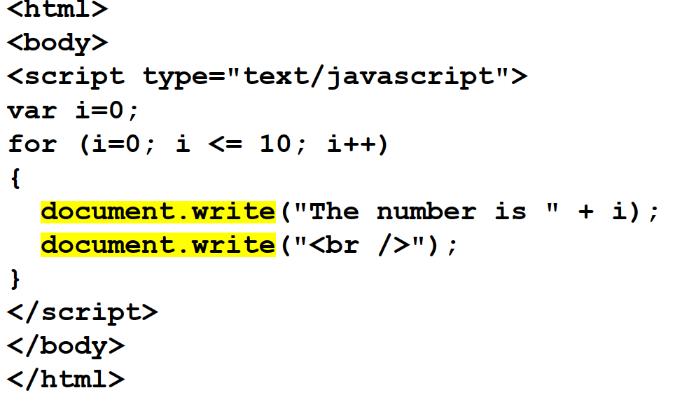 <html>
<body>
<script type="text/javascript">
var i=0;
for (i=0; i <= 10; i++)
{
  document.write("The number is " + i);
  document.write("<br />");
}
</script>
</body>
</html>